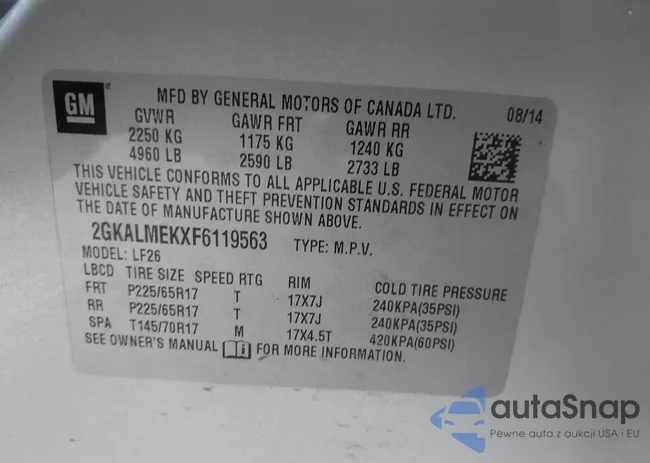 GM
MFD BY GENERAL MOTORS OF CANADA LTD. 08/14
GVWR GAWR FRT GAWR RR
2250 KG 1175 KG 1240 KG
4960 LB 2590 LB 2733 LB
THIS VEHICLE CONFORMS TO ALL APPLICABLE U.S. FEDERAL MOTOR
VEHICLE SAFETY AND THEFT PREVENTION STANDARDS IN EFFECT ON
THE DATE OF MANUFACTURE SHOWN ABOVE.
2GKALMEKXF6119563 TYPE: M.P.V.
MODEL: LF26
LBCD TIRE SIZE SPEED RTG RIM COLD TIRE PRESSURE
FRT P225/65R17 T 17X7J 240KPA(35PSI)
RR P225/65R17 T 17X7J 240KPA(35PSI)
SPA T145/70R17 M 17X4.5T 420KPA(60PSI)
SEE OWNER'S MANUAL FOR MORE INFORMATION.
autaSnap
Pewne auta z aukcji USA i EU